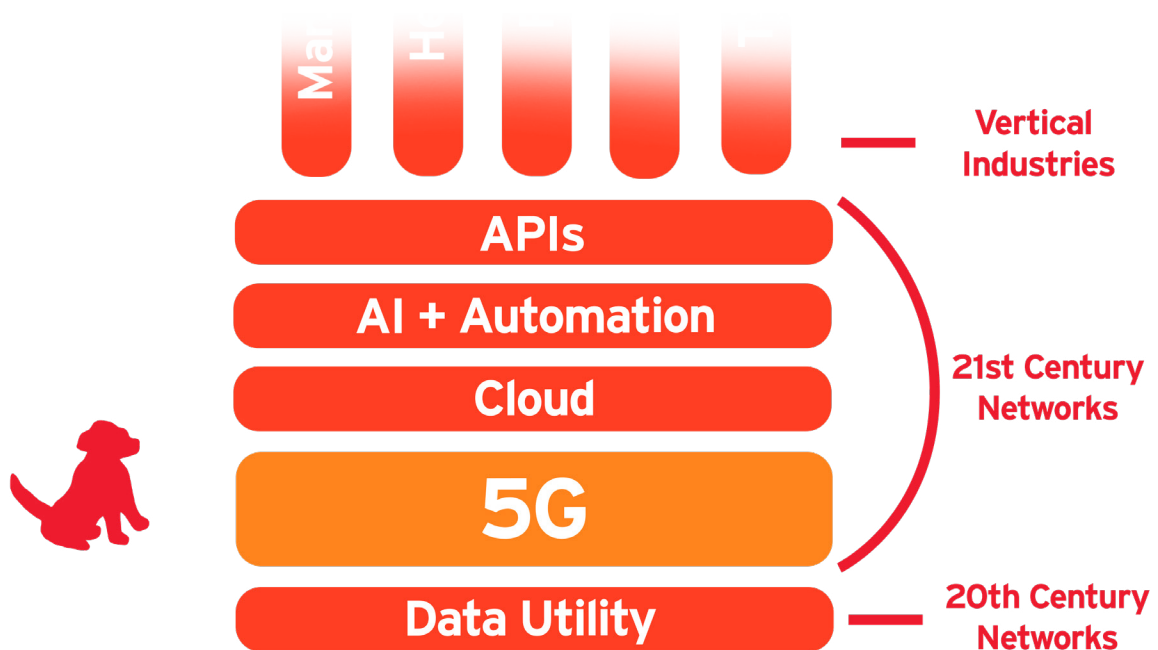 Vertical
Industries
APIs
AI + Automation
21st Century
Networks
Cloud
5G
20th Century
Networks
Data Utility